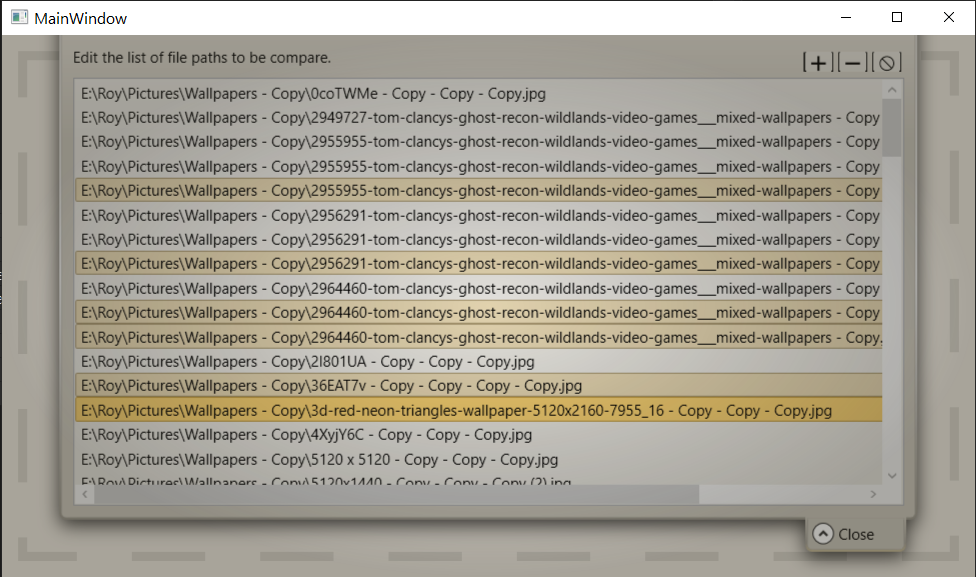 MainWindow
Edit the list of file paths to be compare.
E:\Roy\Pictures\Wallpapers - Copy\0coTWMe - Copy - Copy - Copy.jpg
E:\Roy\Pictures\Wallpapers - Copy\2949727-tom-clancys-ghost-recon-wildlands-video-games___mixed-wallpapers - Copy
E:\Roy\Pictures\Wallpapers - Copy\2955955-tom-clancys-ghost-recon-wildlands-video-games___mixed-wallpapers - Copy
E:\Roy\Pictures\Wallpapers - Copy\2955955-tom-clancys-ghost-recon-wildlands-video-games___mixed-wallpapers - Copy
E:\Roy\Pictures\Wallpapers - Copy\2955955-tom-clancys-ghost-recon-wildlands-video-games___mixed-wallpapers - Copy
E:\Roy\Pictures\Wallpapers - Copy\2956291-tom-clancys-ghost-recon-wildlands-video-games___mixed-wallpapers - Copy
E:\Roy\Pictures\Wallpapers - Copy\2956291-tom-clancys-ghost-recon-wildlands-video-games___mixed-wallpapers - Copy
E:\Roy\Pictures\Wallpapers - Copy\2956291-tom-clancys-ghost-recon-wildlands-video-games___mixed-wallpapers - Copy
E:\Roy\Pictures\Wallpapers - Copy\2964460-tom-clancys-ghost-recon-wildlands-video-games___mixed-wallpapers - Copy
E:\Roy\Pictures\Wallpapers - Copy\2964460-tom-clancys-ghost-recon-wildlands-video-games___mixed-wallpapers - Copy
E:\Roy\Pictures\Wallpapers - Copy\2964460-tom-clancys-ghost-recon-wildlands-video-games___mixed-wallpapers - Copy.
E:\Roy\Pictures\Wallpapers - Copy\2I801UA - Copy - Copy - Copy.jpg
E:\Roy\Pictures\Wallpapers - Copy\36EAT7v - Copy - Copy - Copy - Copy.jpg
E:\Roy\Pictures\Wallpapers - Copy\3d-red-neon-triangles-wallpaper-5120x2160-7955_16 - Copy - Copy - Copy.jpg
E:\Roy\Pictures\Wallpapers - Copy\4XyjY6C - Copy - Copy - Copy.jpg
E:\Roy\Pictures\Wallpapers - Copy\5120 x 5120 - Copy - Copy - Copy.jpg
E:\Roy\Pictures\Wallpapers - Copy\5120x1440 - Copy - Copy - Copy (2).jpg
Close